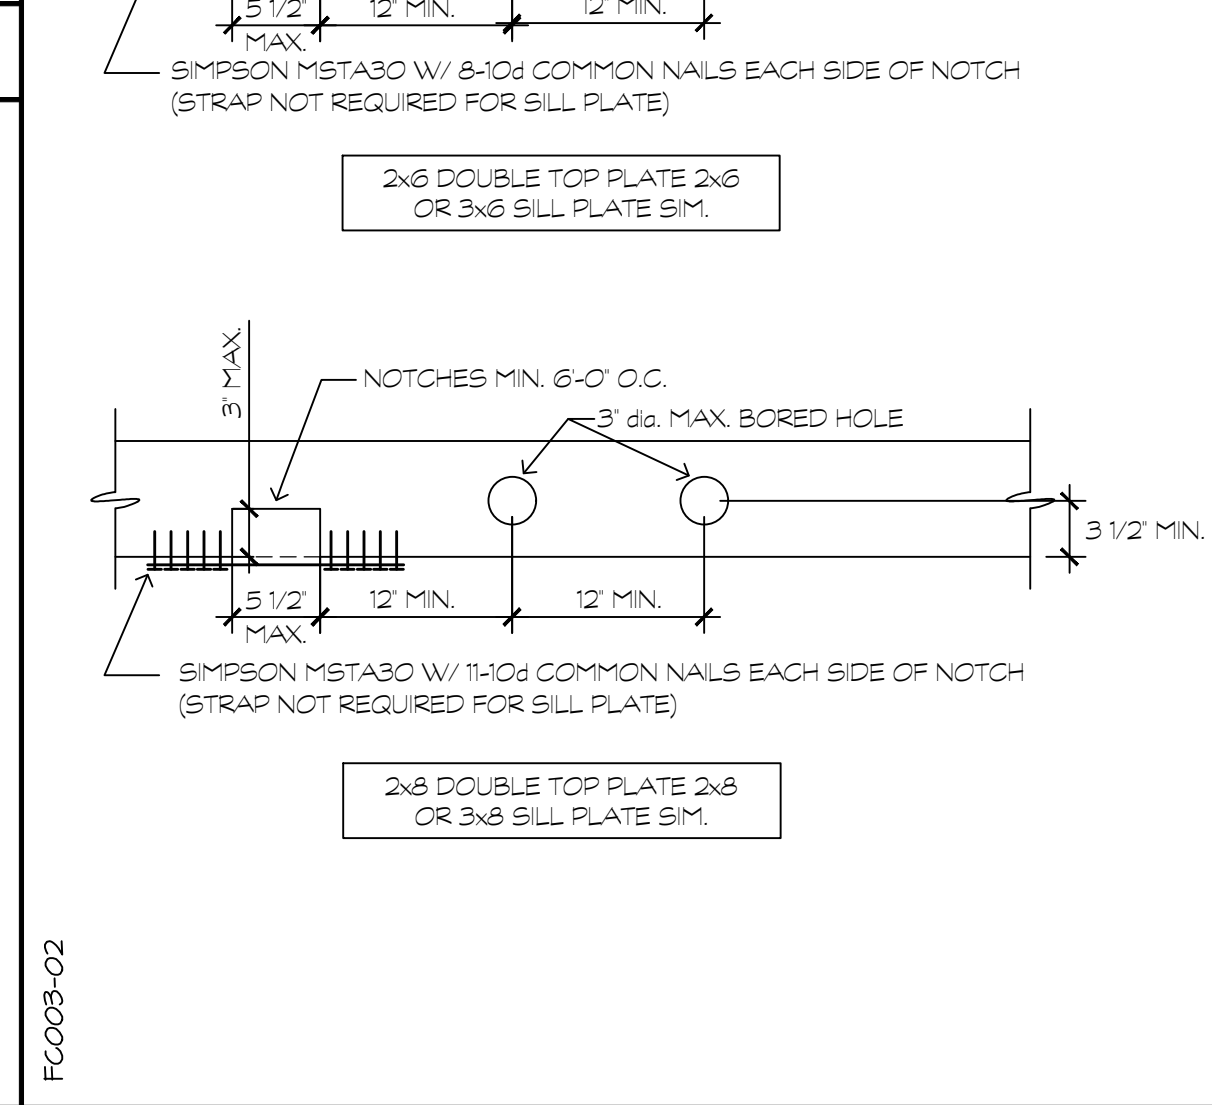 5 1/2" 12" MIN. 12" MIN.
MAX.
SIMPSON MSTA30 W/ 8-10d COMMON NAILS EACH SIDE OF NOTCH
(STRAP NOT REQUIRED FOR SILL PLATE)
2x6 DOUBLE TOP PLATE 2x6
OR 3x6 SILL PLATE SIM.
3" MAX.
NOTCHES MIN. 6'-0" O.C.
3" dia. MAX. BORED HOLE
3 1/2" MIN.
5 1/2" 12" MIN. 12" MIN.
MAX.
SIMPSON MSTA30 W/ 11-10d COMMON NAILS EACH SIDE OF NOTCH
(STRAP NOT REQUIRED FOR SILL PLATE)
2x8 DOUBLE TOP PLATE 2x8
OR 3x8 SILL PLATE SIM.
FC003-02